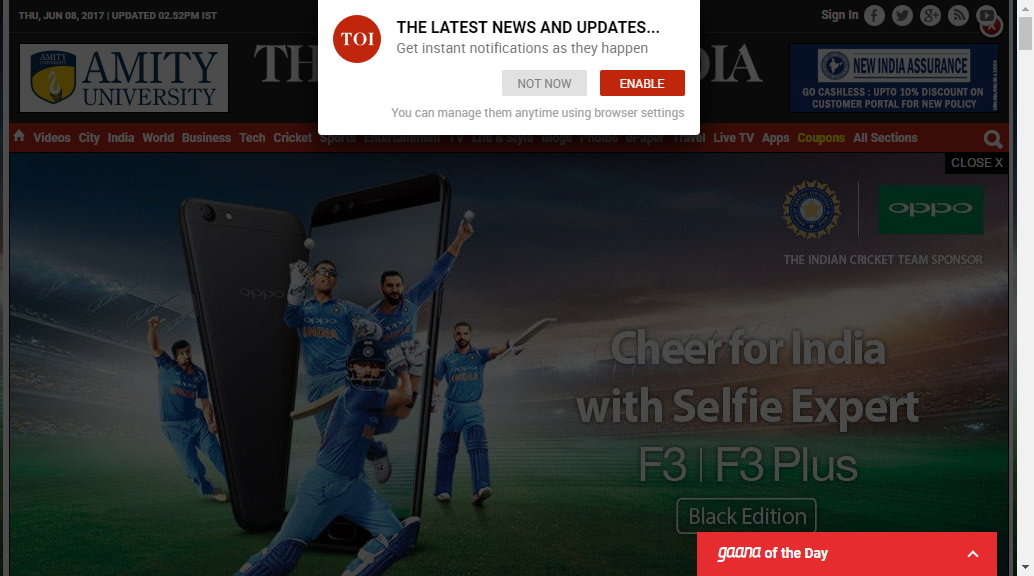 THU, JUN 08, 2017 | UPDATED 02.52PM IST
Sign In
TOI
THE LATEST NEWS AND UPDATES...
Get instant notifications as they happen
NOT NOW
ENABLE
You can manage them anytime using browser settings
AMITY
AMITY
UNIVERSITY
TH
DIA
NEW INDIA ASSURANCE
GO CASHLESS : UPTO 10% DISCOUNT ON
CUSTOMER PORTAL FOR NEW POLICY
Videos City India World Business Tech Cricket Sports Entertainment TV Life & Style Blogs Photos ePaper Travel Live TV Apps Coupons All Sections
CLOSE X
oppo
THE INDIAN CRICKET TEAM SPONSOR
oppo
oppo
INDIA
INDIA
INDIA
Cheer for India
with Selfie Expert
F3 | F3 Plus
Black Edition
gaana of the Day